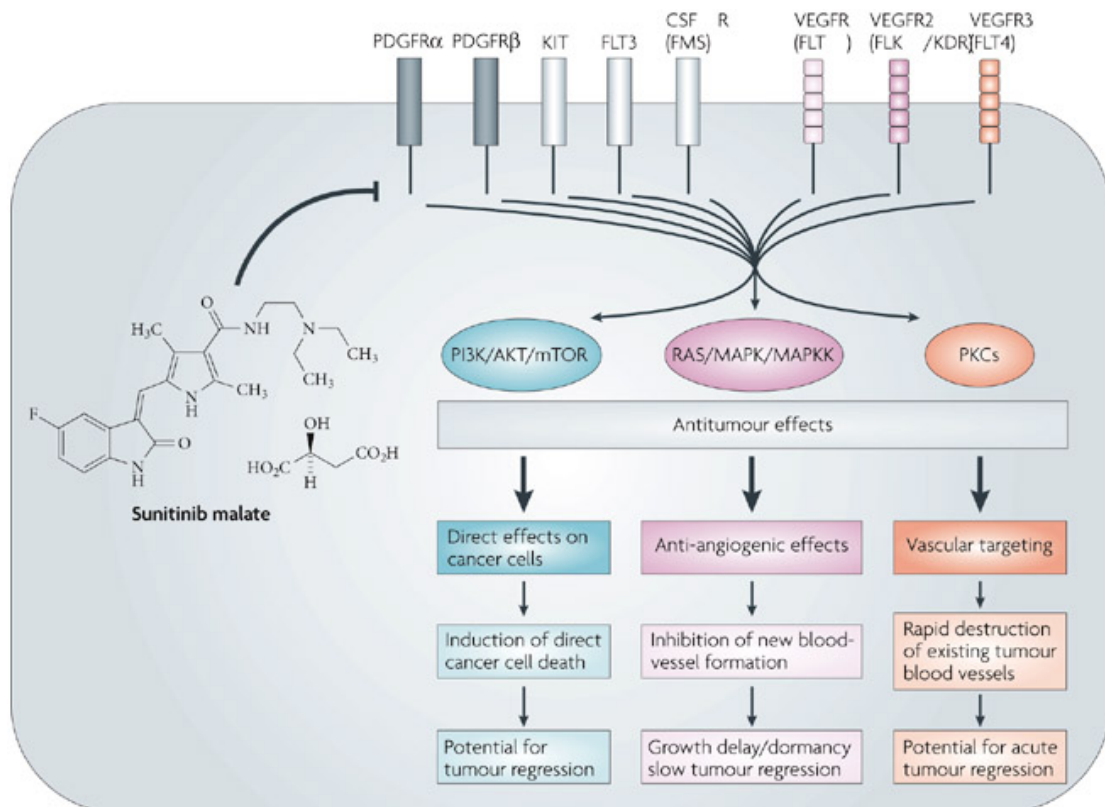 PDGFRα
PDGFRβ
KIT
FLT3
CSF R
(FMS)
VEGFR
(FLT )
VEGFR2
(FLK /KDR)
VEGFR3
(FLT4)
O
NH
N
CH₃
CH₃
H₃C
CH₃
N
H
F
O
N
H
OH
HO₂C
CO₂H
H
Sunitinib malate
PI3K/AKT/mTOR
RAS/MAPK/MAPKK
PKCs
Antitumour effects
Direct effects on
cancer cells
Anti-angiogenic effects
Vascular targeting
Induction of direct
cancer cell death
Inhibition of new blood-
vessel formation
Rapid destruction
of existing tumour
blood vessels
Potential for
tumour regression
Growth delay/dormancy
slow tumour regression
Potential for acute
tumour regression